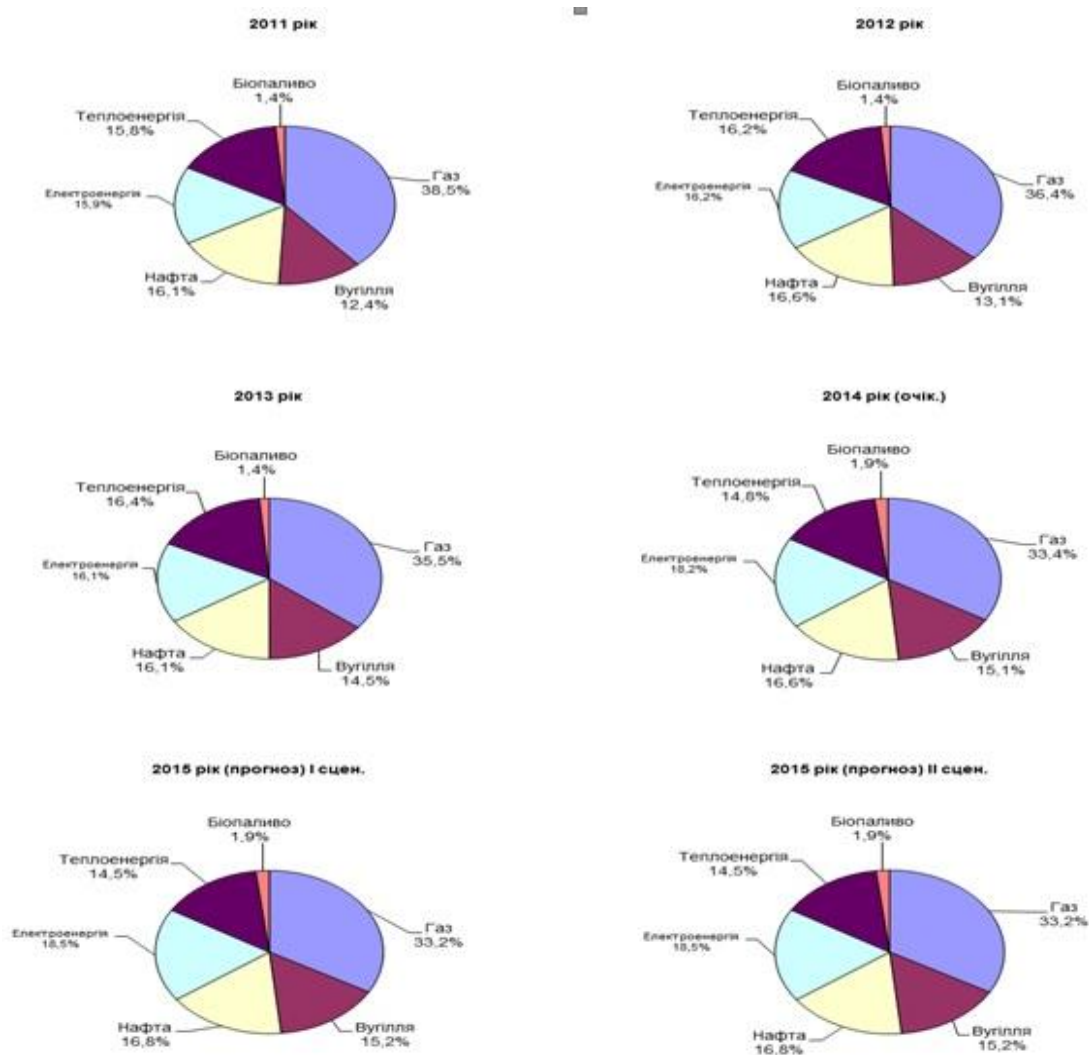 2011 рік
Біопаливо
1,4%
Теплоенергія
15,8%
Газ
38,5%
Електроенергія
15,9%
Нафта
16,1%
Вугілля
12,4%
2012 рік
Біопаливо
1,4%
Теплоенергія
16,2%
Газ
36,4%
Електроенергія
16,2%
Нафта
16,6%
Вугілля
13,1%
2013 рік
Біопаливо
1,4%
Теплоенергія
16,4%
Газ
35,5%
Електроенергія
16,1%
Нафта
16,1%
Вугілля
14,5%
2014 рік (очік.)
Біопаливо
1,9%
Теплоенергія
14,8%
Газ
33,4%
Електроенергія
18,2%
Нафта
16,6%
Вугілля
15,1%
2015 рік (прогноз) I сцен.
Біопаливо
1,9%
Теплоенергія
14,5%
Газ
33,2%
Електроенергія
18,5%
Нафта
16,8%
Вугілля
15,2%
2015 рік (прогноз) II сцен.
Біопаливо
1,9%
Теплоенергія
14,5%
Газ
33,2%
Електроенергія
18,5%
Нафта
16,8%
Вугілля
15,2%